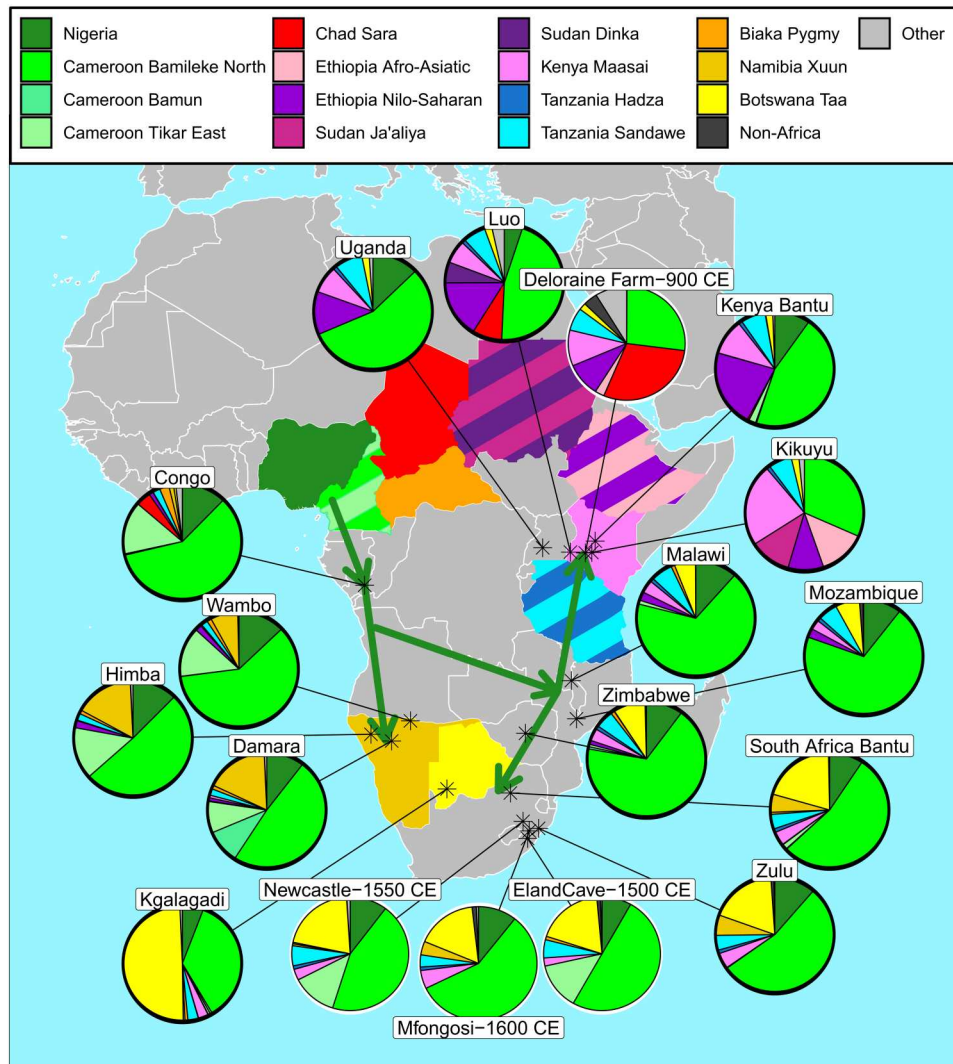 Nigeria
Cameroon Bamileke North
Cameroon Bamun
Cameroon Tikar East
Chad Sara
Ethiopia Afro-Asiatic
Ethiopia Nilo-Saharan
Sudan Ja'aliya
Sudan Dinka
Kenya Maasai
Tanzania Hadza
Tanzania Sandawe
Biaka Pygmy
Namibia Xuun
Botswana Taa
Non-Africa
Other
Luo
Uganda
Deloraine Farm−900 CE
Kenya Bantu
Kikuyu
Congo
Malawi
Mozambique
Wambo
Himba
Zimbabwe
Damara
South Africa Bantu
Zulu
Kgalagadi
Newcastle−1550 CE
ElandCave−1500 CE
Mfongosi−1600 CE